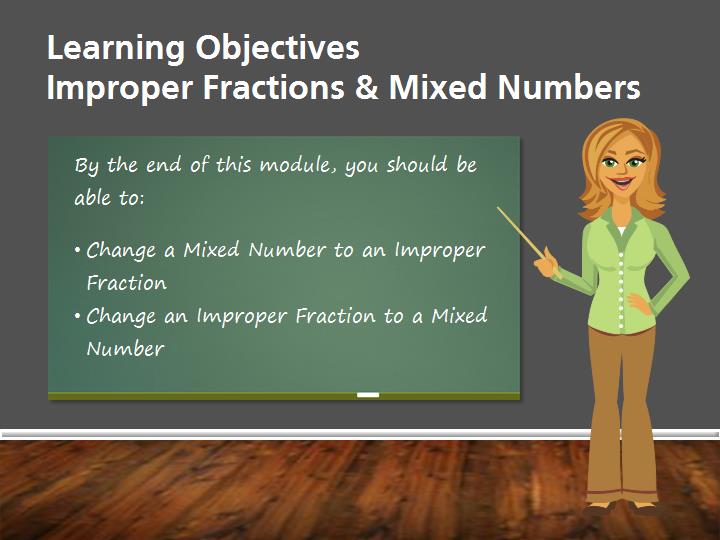 Learning Objectives
Improper Fractions & Mixed Numbers
By the end of this module, you should be
able to:
• Change a Mixed Number to an Improper
Fraction
• Change an Improper Fraction to a Mixed
Number